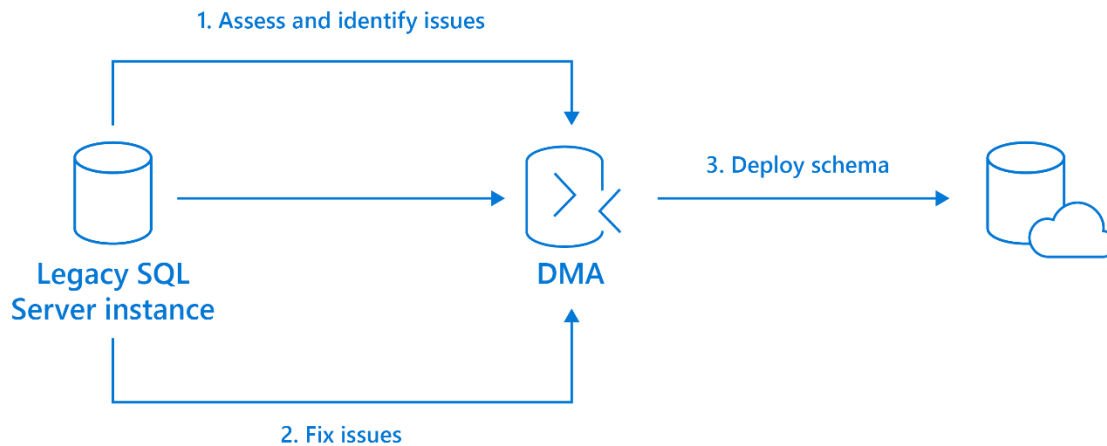 1. Assess and identify issues
3. Deploy schema
Legacy SQL
Server instance
DMA
2. Fix issues